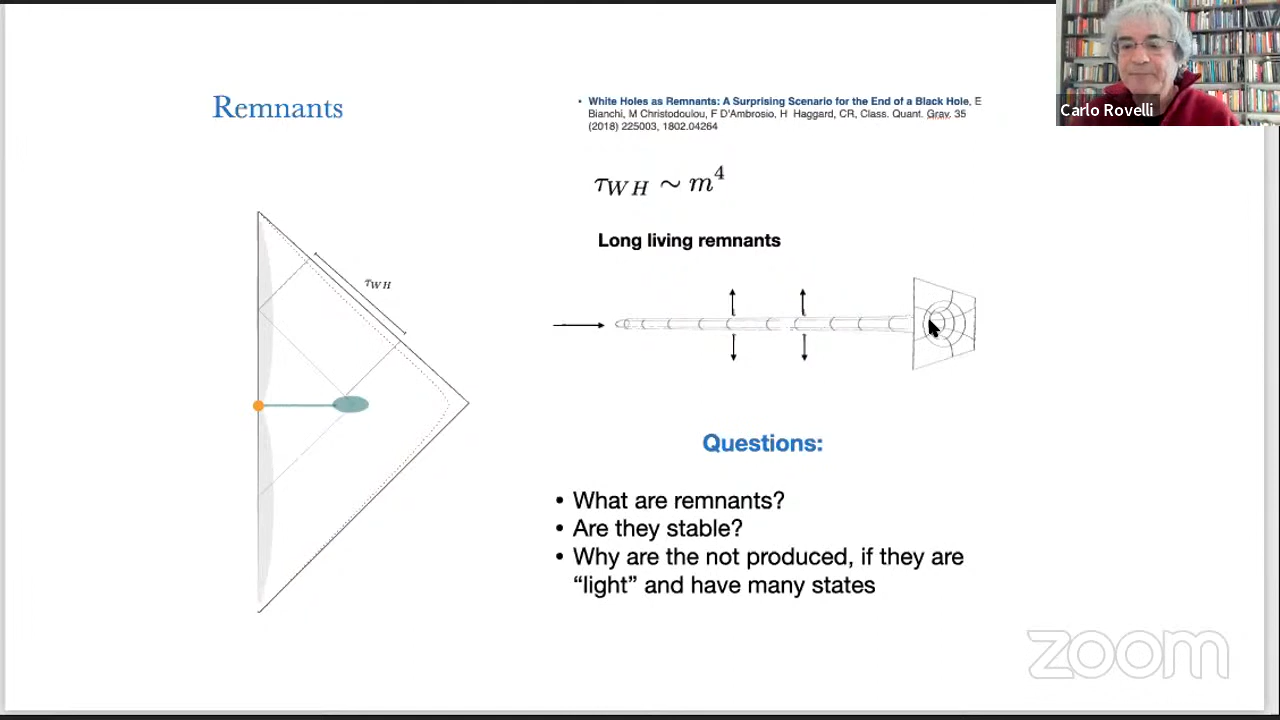 Remnants
• White Holes as Remnants: A Surprising Scenario for the End of a Black Hole, E
Bianchi, M Christodoulou, F D'Ambrosio, H Haggard, CR, Class. Quant. Grav. 35
(2018) 225003, 1802.04264
Carlo Rovelli
τ_WH ∼ m^4
Long living remnants
τ_WH
Questions:
• What are remnants?
• Are they stable?
• Why are the not produced, if they are
“light” and have many states
zoom